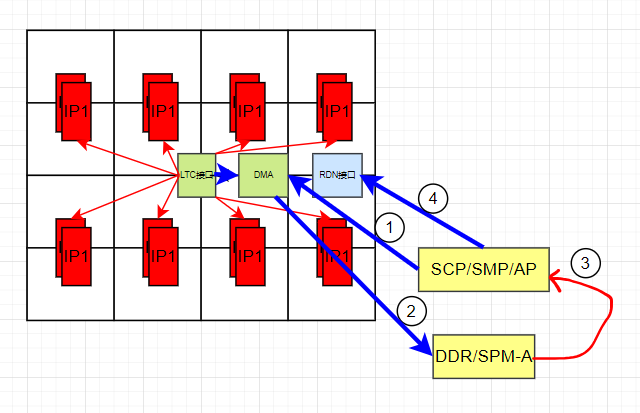 IP1
IP1
IP1
IP1
LTC接口
DMA
RDN接口
④
①
IP1
IP1
IP1
IP1
SCP/SMP/AP
③
②
DDR/SPM-A